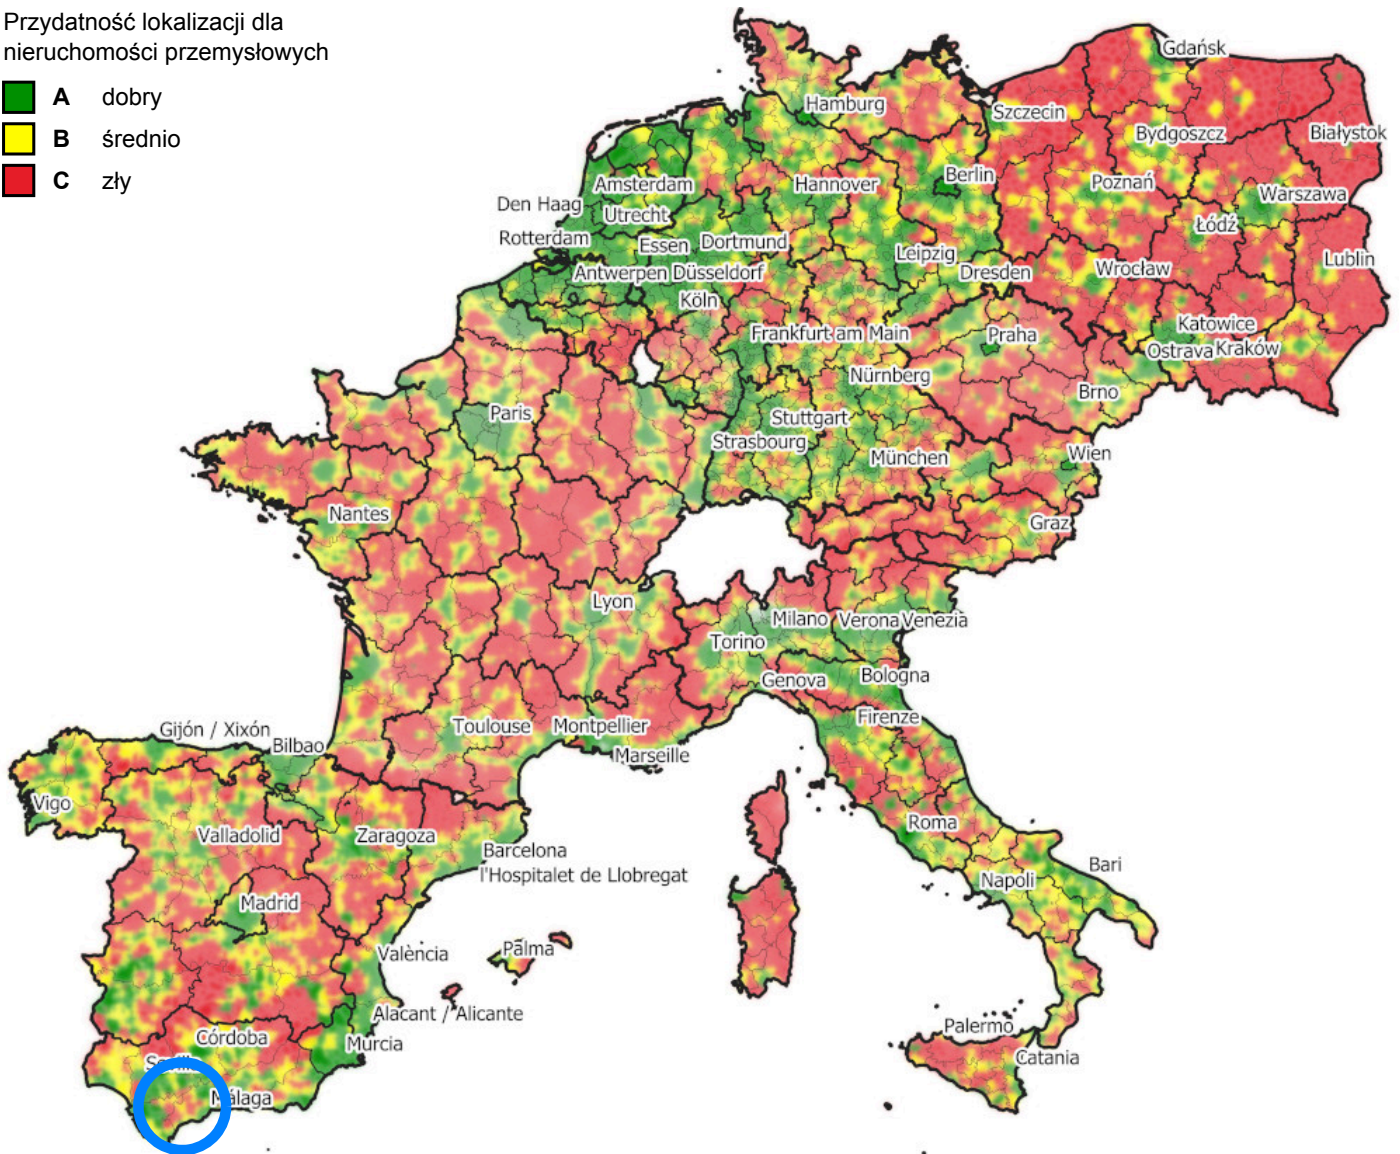 Przydatność lokalizacji dla
nieruchomości przemysłowych
A dobry
B średnio
C zły
Gdańsk
Hamburg
Szczecin
Bydgoszcz
Białystok
Amsterdam
Hannover
Berlin
Poznań
Warszawa
Den Haag
Utrecht
Łódź
Rotterdam
Essen
Dortmund
Leipzig
Lublin
Antwerpen
Düsseldorf
Dresden
Wrocław
Köln
Frankfurt am Main
Praha
Katowice
Ostrava
Kraków
Nürnberg
Brno
Paris
Stuttgart
Strasbourg
München
Wien
Nantes
Graz
Lyon
Milano
Verona
Venezia
Torino
Genova
Bologna
Gijón / Xixón
Bilbao
Toulouse
Montpellier
Firenze
Marseille
Vigo
Valladolid
Zaragoza
Roma
Barcelona
l'Hospitalet de Llobregat
Bari
Napoli
Madrid
València
Palma
Alacant / Alicante
Palermo
Córdoba
Murcia
Catania
Málaga